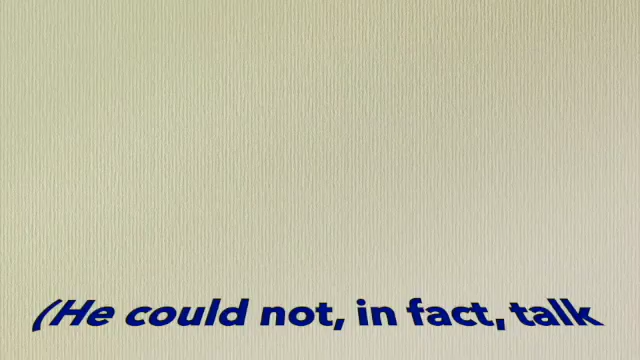 (He could not, in fact, talk